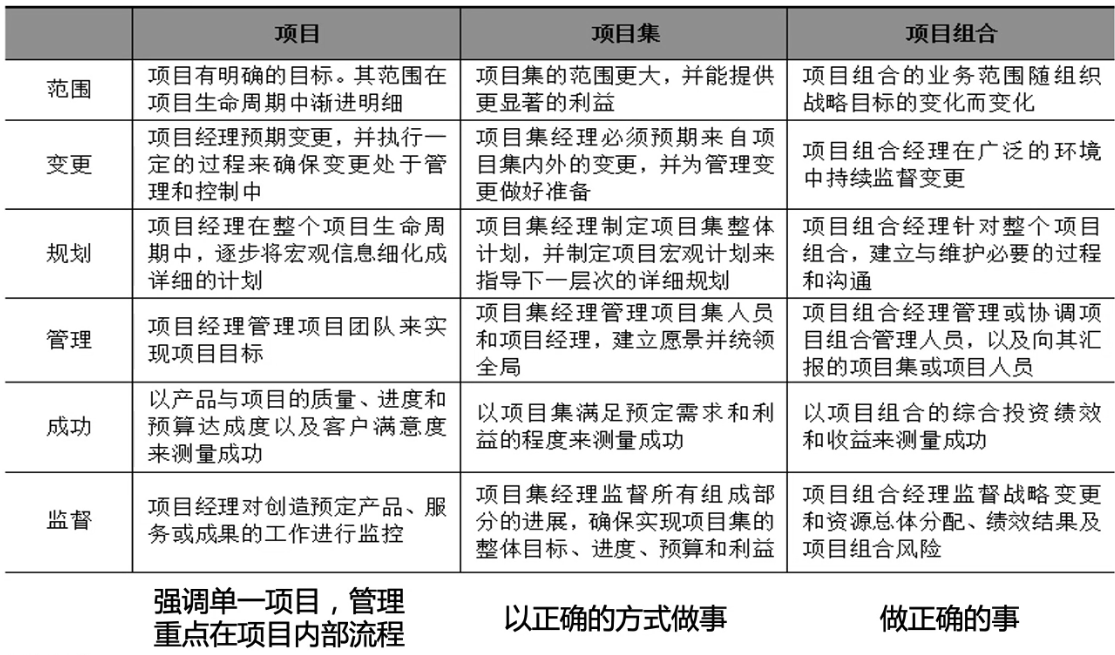 项目 项目集 项目组合
范围
项目有明确的目标。其范围在
项目生命周期中渐进明细
项目集的范围更大，并能提供
更显著的利益
项目组合的业务范围随组织
战略目标的变化而变化
变更
项目经理预期变更，并执行一
定的过程来确保变更处于管
理和控制中
项目集经理必须预期来自项
目集内外的变更，并为管理变
更做好准备
项目组合经理在广泛的环境
中持续监督变更
规划
项目经理在整个项目生命周
期中，逐步将宏观信息细化成
详细的计划
项目集经理制定项目集整体
计划，并制定项目宏观计划来
指导下一层次的详细规划
项目组合经理针对整个项目
组合，建立与维护必要的过程
和沟通
管理
项目经理管理项目团队来实
现项目目标
项目集经理管理项目集人员
和项目经理，建立愿景并统领
全局
项目组合经理管理或协调项
目组合管理人员，以及向其汇
报的项目集或项目人员
成功
以产品与项目的质量、进度和
预算达成度以及客户满意度
来测量成功
以项目集满足预定需求和利
益的程度来测量成功
以项目组合的综合投资绩效
和收益来测量成功
监督
项目经理对创造预定产品、服
务或成果的工作进行监控
项目集经理监督所有组成部
分的进展，确保实现项目集的
整体目标、进度、预算和利益
项目组合经理监督战略变更
和资源总体分配、绩效结果及
项目组合风险
强调单一项目，管理
重点在项目内部流程
以正确的方式做事
做正确的事